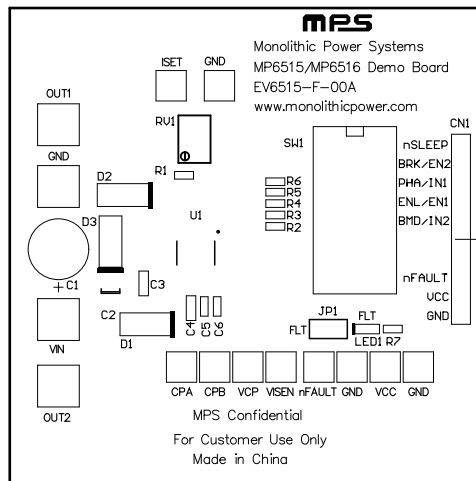 mps
Monolithic Power Systems
MP6515/MP6516 Demo Board
EV6515-F-00A
www.monolithicpower.com
ISET
GND
OUT1
RV1
CN1
SW1
nSLEEP
GND
BRK/EN2
R1
D2
R6
PHA/IN1
R5
R4
ENL/EN1
R3
BMD/IN2
R2
U1
D3
C1
C3
nFAULT
VCC
GND
C2
C4
C5
C6
JP1
FLT
FLT
LED1
R7
D1
VIN
CPA
CPB
VCP
VISEN
nFAULT
GND
VCC
GND
OUT2
MPS Confidential
For Customer Use Only
Made in China